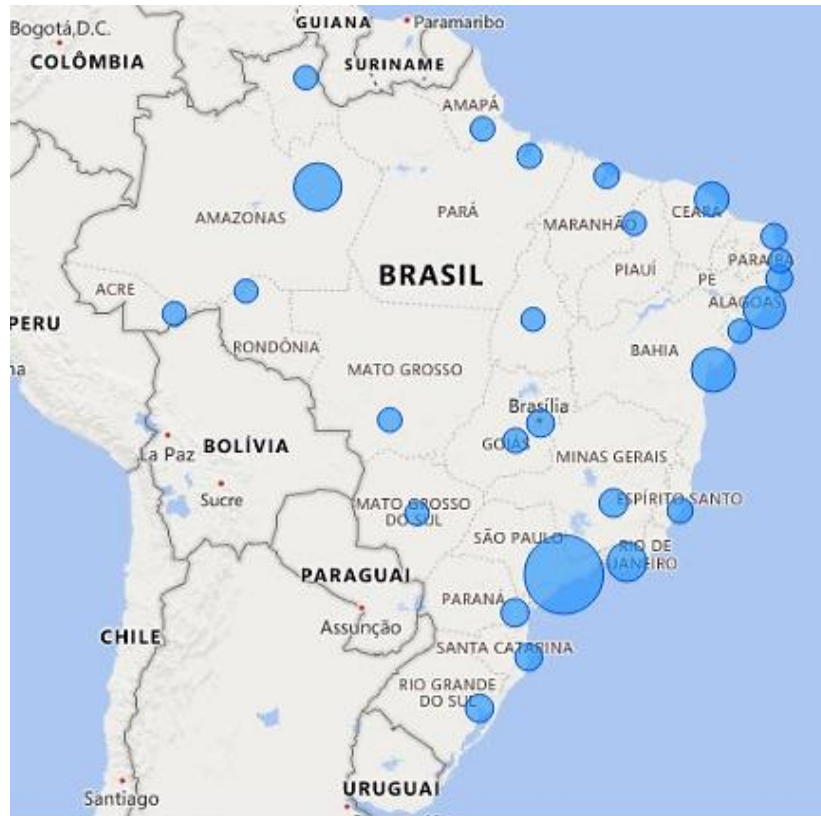 Bogotá,D.C.
COLÔMBIA
GUIANA
Paramaribo
SURINAME
AMAPÁ
AMAZONAS
PARÁ
MARANHÃO
CEARÁ
PARAÍBA
PIAUÍ
PE
ALAGOAS
BRASIL
ACRE
PERU
RONDÔNIA
MATO GROSSO
BAHIA
Brasília
GOIÁS
MINAS GERAIS
La Paz
BOLÍVIA
Sucre
MATO GROSSO
DO SUL
ESPÍRITO SANTO
SÃO PAULO
RIO DE
JANEIRO
PARAGUAI
PARANÁ
Assunção
CHILE
SANTA CATARINA
RIO GRANDE
DO SUL
URUGUAI
Santiago